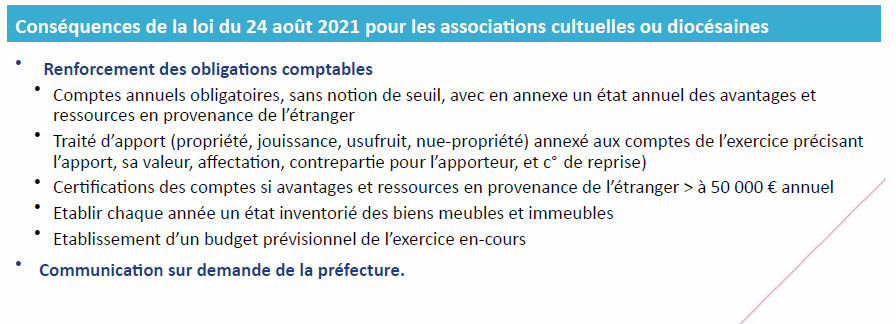 Conséquences de la loi du 24 août 2021 pour les associations cultuelles ou diocésaines
• Renforcement des obligations comptables
• Comptes annuels obligatoires, sans notion de seuil, avec en annexe un état annuel des avantages et
ressources en provenance de l’étranger
• Traité d’apport (propriété, jouissance, usufruit, nue-propriété) annexé aux comptes de l’exercice précisant
l’apport, sa valeur, affectation, contrepartie pour l’apporteur, et c° de reprise)
• Certifications des comptes si avantages et ressources en provenance de l’étranger > à 50 000 € annuel
• Etablir chaque année un état inventorié des biens meubles et immeubles
• Etablissement d’un budget prévisionnel de l’exercice en-cours
• Communication sur demande de la préfecture.